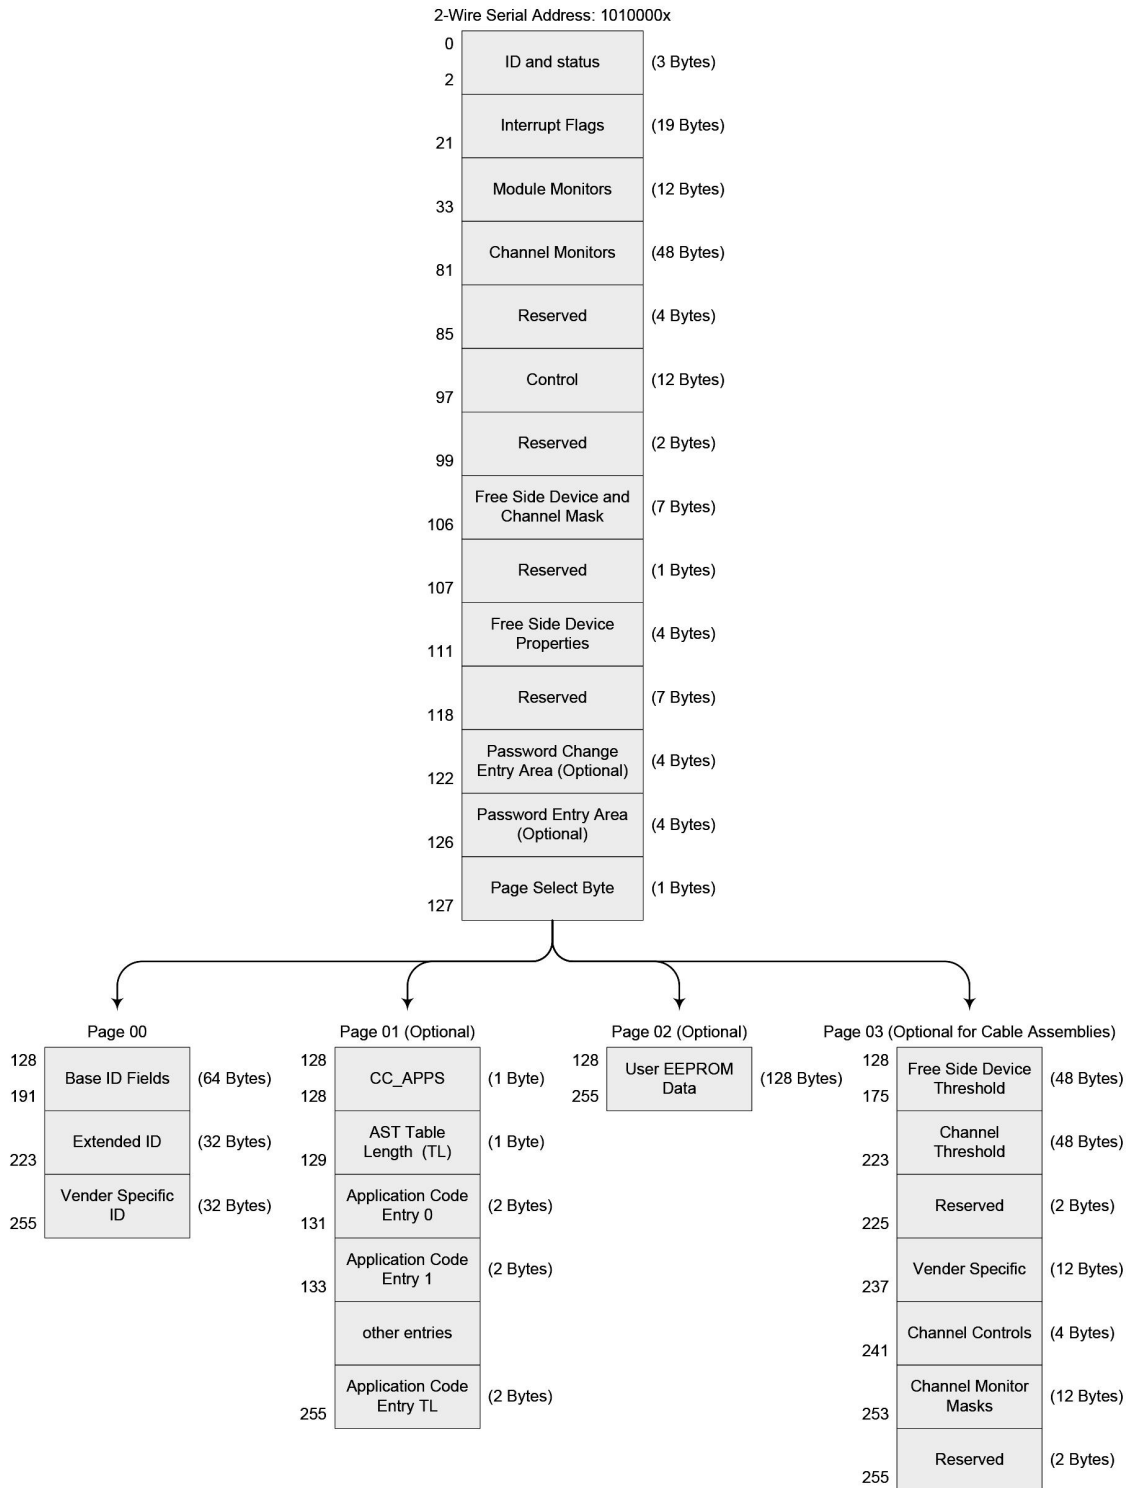 2-Wire Serial Address: 1010000x
0
ID and status
(3 Bytes)
2
Interrupt Flags
(19 Bytes)
21
Module Monitors
(12 Bytes)
33
Channel Monitors
(48 Bytes)
81
Reserved
(4 Bytes)
85
Control
(12 Bytes)
97
Reserved
(2 Bytes)
99
Free Side Device and
Channel Mask
(7 Bytes)
106
Reserved
(1 Bytes)
107
Free Side Device
Properties
(4 Bytes)
111
Reserved
(7 Bytes)
118
Password Change
Entry Area (Optional)
(4 Bytes)
122
Password Entry Area
(Optional)
(4 Bytes)
126
Page Select Byte
(1 Bytes)
127
Page 00
128
Base ID Fields
(64 Bytes)
191
Extended ID
(32 Bytes)
223
Vender Specific
ID
(32 Bytes)
255
Page 01 (Optional)
128
CC_APPS
(1 Byte)
128
AST Table
Length (TL)
(1 Byte)
129
Application Code
Entry 0
(2 Bytes)
131
Application Code
Entry 1
(2 Bytes)
133
other entries
Application Code
Entry TL
(2 Bytes)
255
Page 02 (Optional)
128
User EEPROM
Data
(128 Bytes)
255
Page 03 (Optional for Cable Assemblies)
128
Free Side Device
Threshold
(48 Bytes)
175
Channel
Threshold
(48 Bytes)
223
Reserved
(2 Bytes)
225
Vender Specific
(12 Bytes)
237
Channel Controls
(4 Bytes)
241
Channel Monitor
Masks
(12 Bytes)
253
Reserved
(2 Bytes)
255